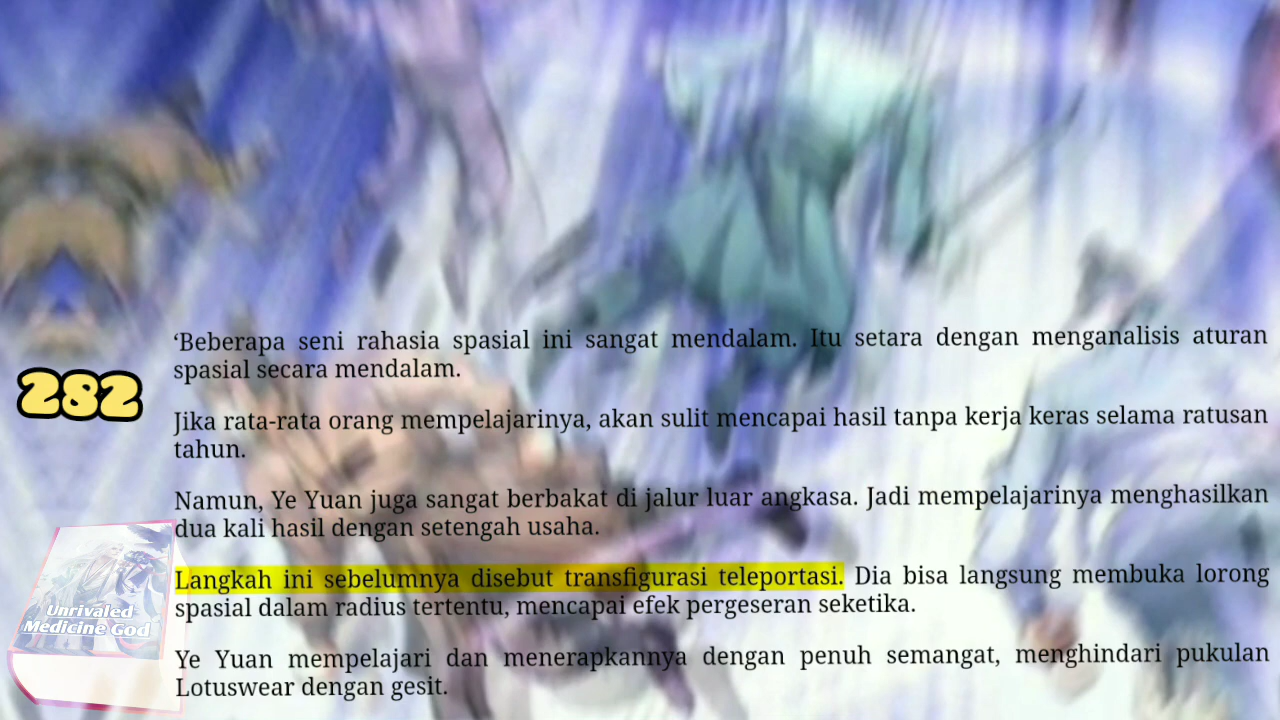 ‘Beberapa seni rahasia spasial ini sangat mendalam. Itu setara dengan menganalisis aturan
spasial secara mendalam.
282
Jika rata-rata orang mempelajarinya, akan sulit mencapai hasil tanpa kerja keras selama ratusan
tahun.
Namun, Ye Yuan juga sangat berbakat di jalur luar angkasa. Jadi mempelajarinya menghasilkan
dua kali hasil dengan setengah usaha.
Langkah ini sebelumnya disebut transfigurasi teleportasi. Dia bisa langsung membuka lorong
spasial dalam radius tertentu, mencapai efek pergeseran seketika.
Unrivaled
Medicine God
Ye Yuan mempelajari dan menerapkannya dengan penuh semangat, menghindari pukulan
Lotuswear dengan gesit.